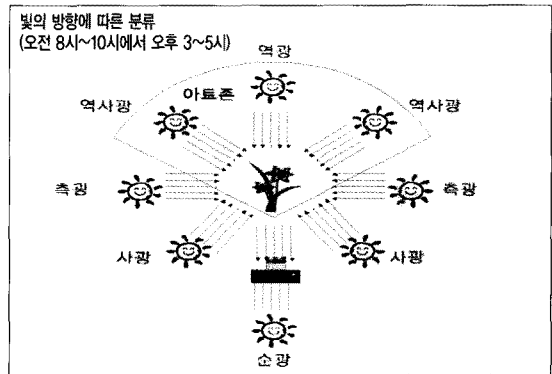 빛의 방향에 따른 분류
(오전 8시~10시에서 오후 3~5시)
역광
아트존
역사광
역사광
측광
측광
사광
사광
순광